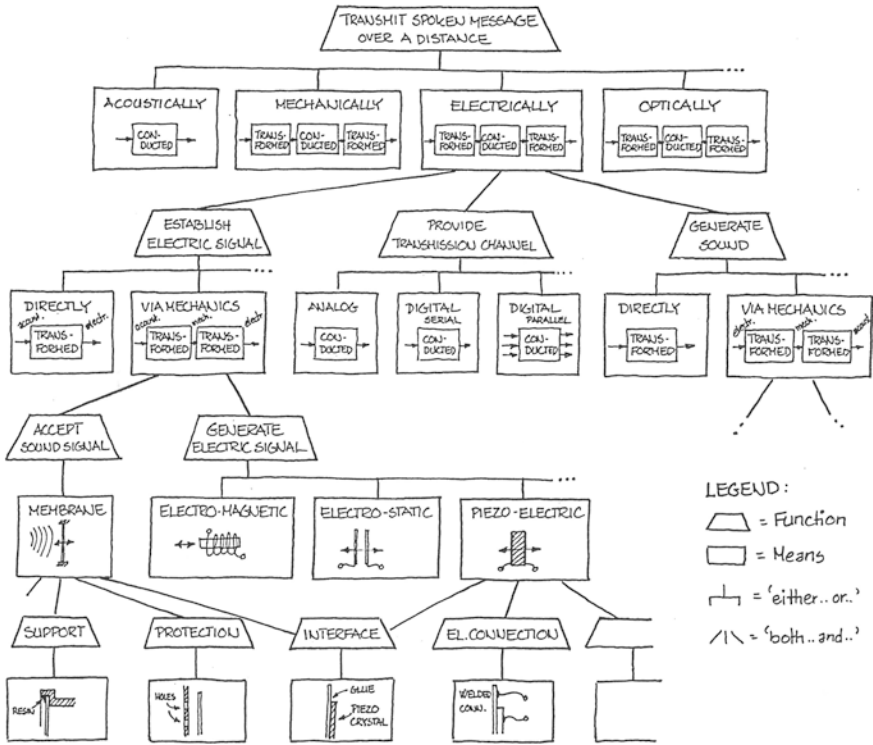 TRANSMIT SPOKEN MESSAGE
OVER A DISTANCE
...
ACOUSTICALLY
CON-
DUCTED
MECHANICALLY
TRANS-
FORMED
CON-
DUCTED
TRANS-
FORMED
ELECTRICALLY
TRANS-
FORMED
CON-
DUCTED
TRANS-
FORMED
OPTICALLY
TRANS-
FORMED
CON-
DUCTED
TRANS-
FORMED
ESTABLISH
ELECTRIC SIGNAL
PROVIDE
TRANSMISSION CHANNEL
GENERATE
SOUND
...
...
...
DIRECTLY
acoust.
electr.
TRANS-
FORMED
VIA MECHANICS
acoust.
mech.
electr.
TRANS-
FORMED
TRANS-
FORMED
ANALOG
CON-
DUCTED
DIGITAL
SERIAL
CON-
DUCTED
DIGITAL
PARALLEL
CON-
DUCTED
DIRECTLY
TRANS-
FORMED
VIA MECHANICS
electr.
mech.
acoust.
TRANS-
FORMED
TRANS-
FORMED
ACCEPT
SOUND SIGNAL
GENERATE
ELECTRIC SIGNAL
...
...
...
MEMBRANE
ELECTRO-MAGNETIC
ELECTRO-STATIC
PIEZO-ELECTRIC
LEGEND:
= Function
= Means
= 'either..or..'
= 'both..and..'
SUPPORT
PROTECTION
INTERFACE
EL. CONNECTION
RESIN
HOLES
GLUE
PIEZO
CRYSTAL
WELDED
CONN.